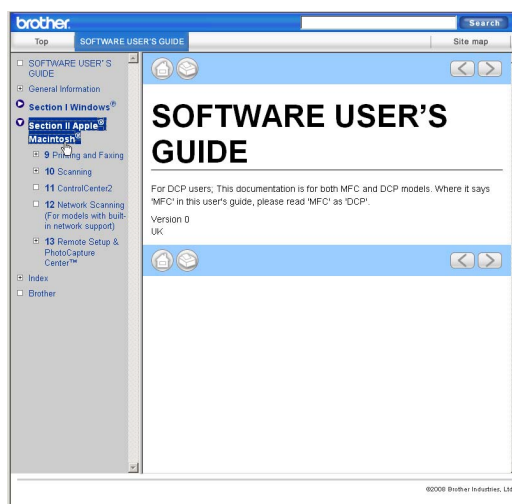 brother.
Search
Top
SOFTWARE USER'S GUIDE
Site map
SOFTWARE USER' S
GUIDE
General Information
Section I Windows®
Section II Apple®
Macintosh®
9 Printing and Faxing
10 Scanning
11 ControlCenter2
12 Network Scanning
(For models with built-
in network support)
13 Remote Setup &
PhotoCapture
Center™
Index
Brother
SOFTWARE USER'S
GUIDE
For DCP users; This documentation is for both MFC and DCP models. Where it says
'MFC' in this user's guide, please read 'MFC' as 'DCP'.
Version 0
UK
©2008 Brother Industries, Ltd